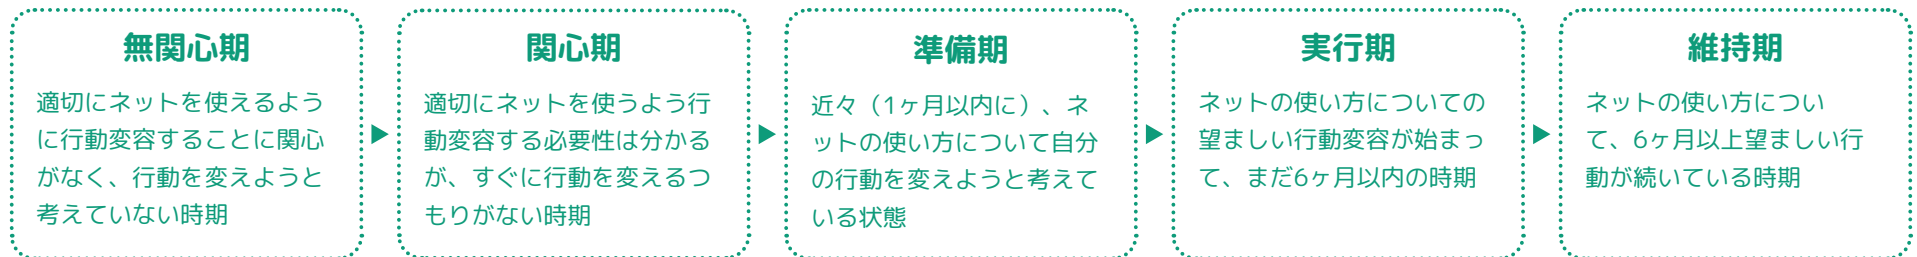 無関心期
適切にネットを使えるよう
に行動変容することに関心
がなく、行動を変えようと
考えていない時期
関心期
適切にネットを使うよう行
動変容する必要性は分かる
が、すぐに行動を変えるつ
もりがない時期
準備期
近々（1ヶ月以内に）、ネ
ットの使い方について自分
の行動を変えようと考えて
いる状態
実行期
ネットの使い方についての
望ましい行動変容が始まっ
て、まだ6ヶ月以内の時期
維持期
ネットの使い方につい
て、6ヶ月以上望ましい行
動が続いている時期